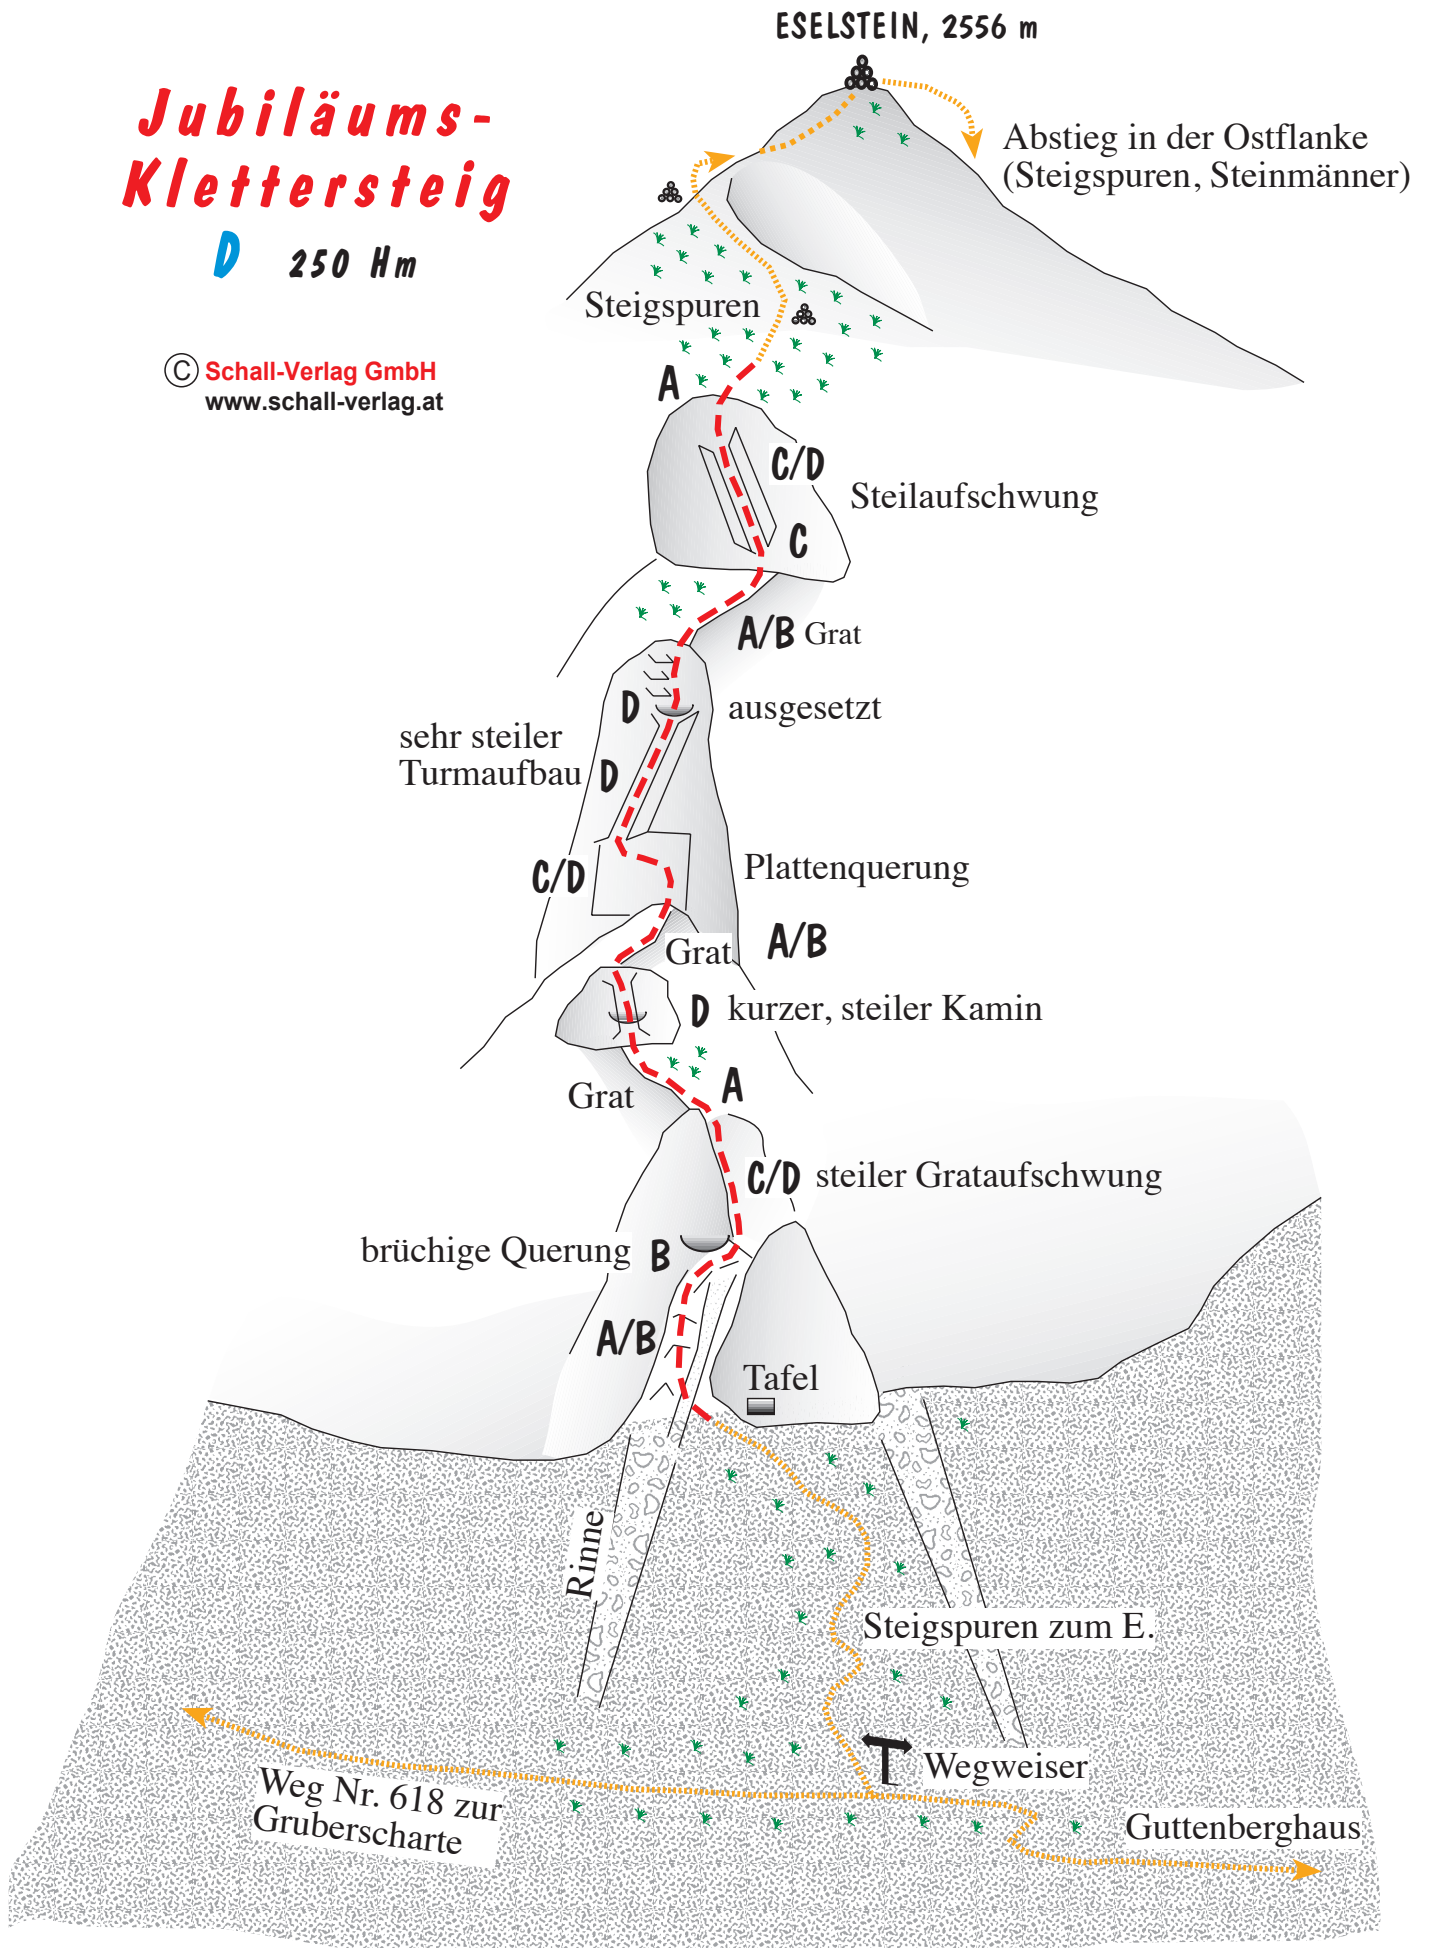 ESELSTEIN, 2556 m
Jubiläums-
Klettersteig
D 250 Hm
Abstieg in der Ostflanke
(Steigspuren, Steinmänner)
Steigspuren
© Schall-Verlag GmbH
www.schall-verlag.at
A
C/D
Steilaufschwung
C
A/B Grat
D
ausgesetzt
sehr steiler
Turmaufbau
D
C/D
Plattenquerung
Grat
A/B
D kurzer, steiler Kamin
Grat
A
C/D steiler Grataufschwung
brüchige Querung B
A/B
Tafel
Rinne
Steigspuren zum E.
Wegweiser
Weg Nr. 618 zur
Gruberscharte
Guttenberghaus